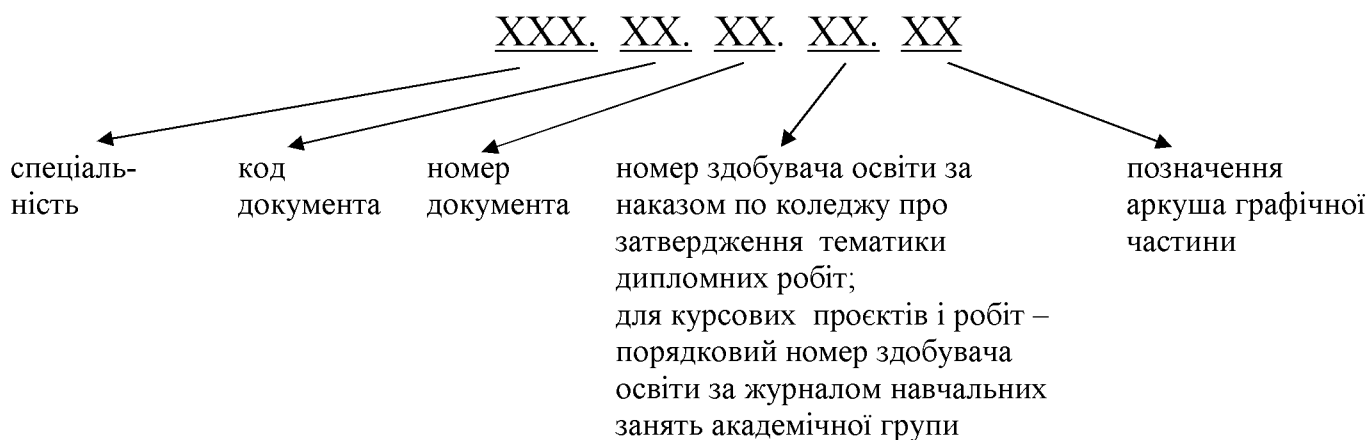 XXX. XX. XX. XX. XX
спеціаль-
ність
код
документа
номер
документа
номер здобувача освіти за
наказом по коледжу про
затвердження тематики
дипломних робіт;
для курсових проєктів і робіт –
порядковий номер здобувача
освіти за журналом навчальних
занять академічної групи
позначення
аркуша графічної
частини